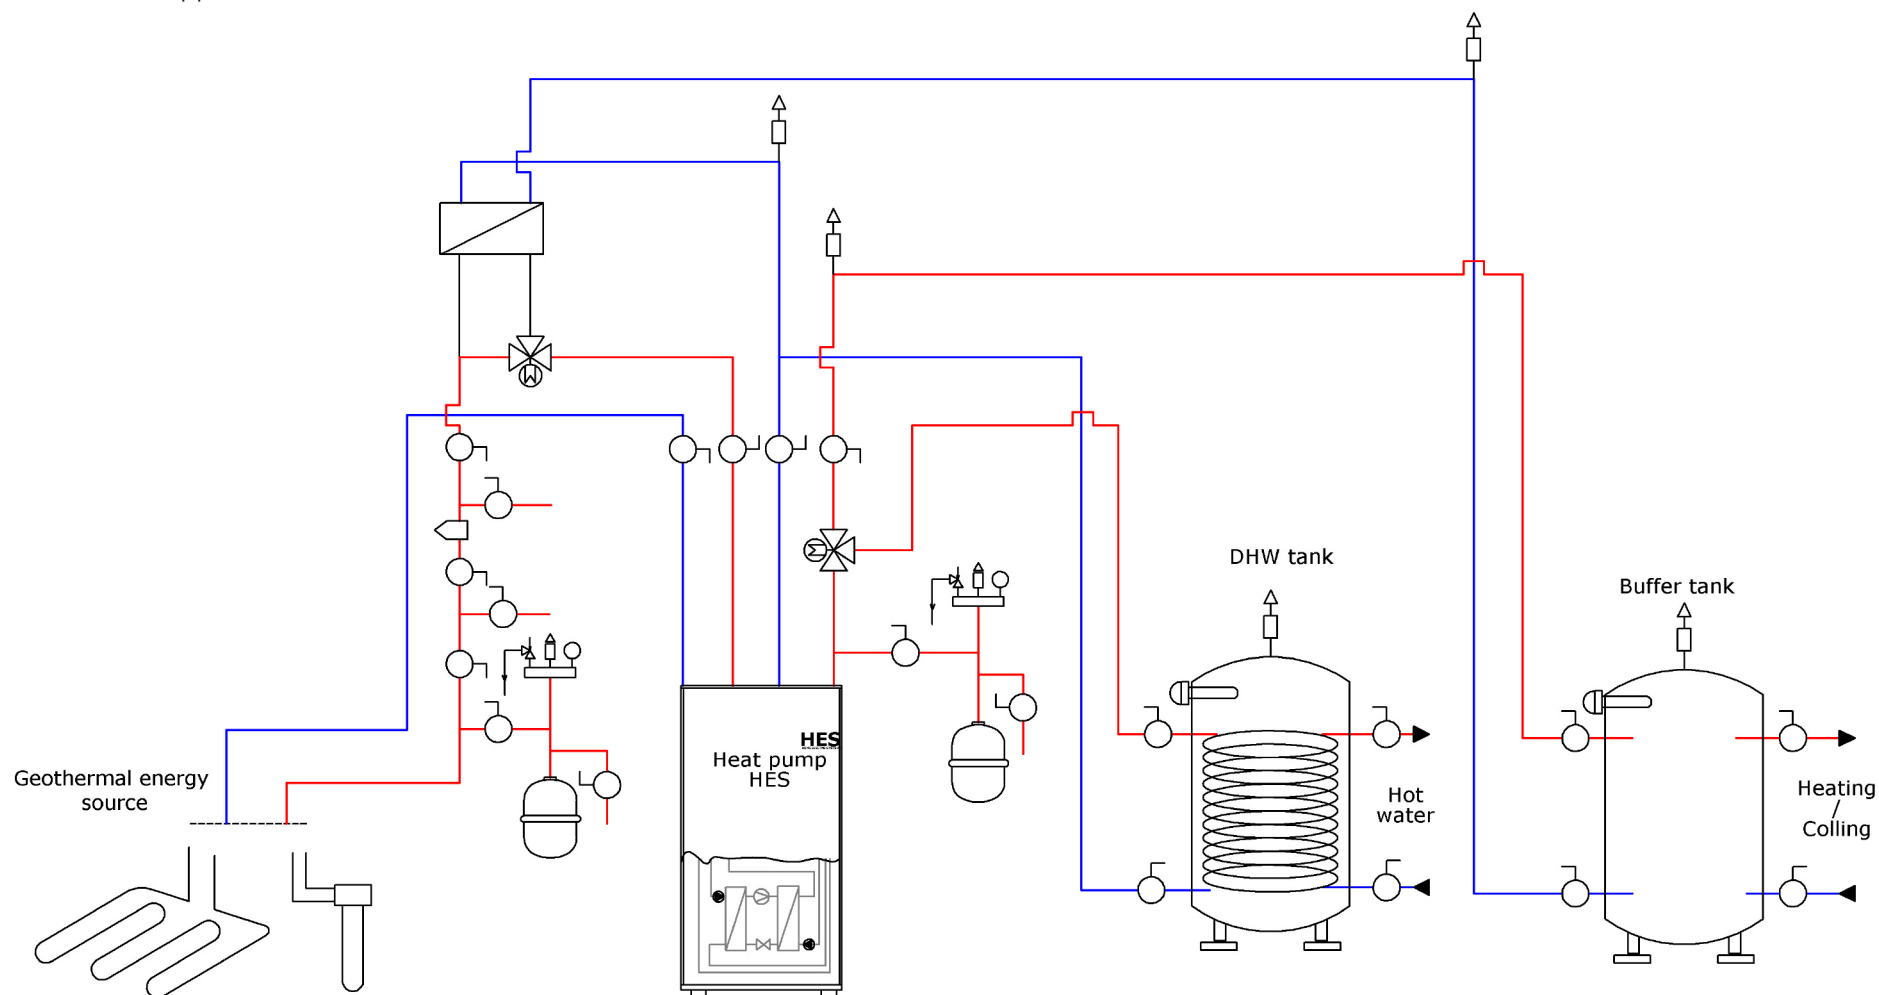 DHW tank
Buffer tank
HES
Heat pump
HES
Geothermal energy
source
Hot
water
Heating
/
Colling